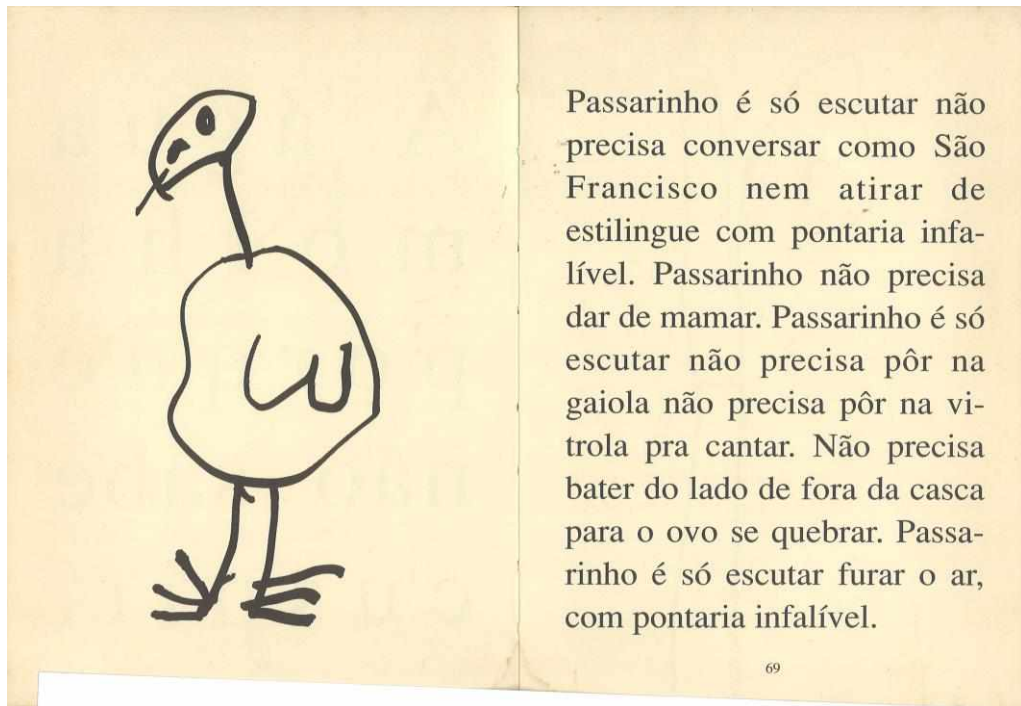 Passarinho é só escutar não
precisa conversar como São
Francisco nem atirar de
estilingue com pontaria infa-
lível. Passarinho não precisa
dar de mamar. Passarinho é só
escutar não precisa pôr na
gaiola não precisa pôr na vi-
trola pra cantar. Não precisa
bater do lado de fora da casca
para o ovo se quebrar. Passa-
rinho é só escutar furar o ar,
com pontaria infalível.
69